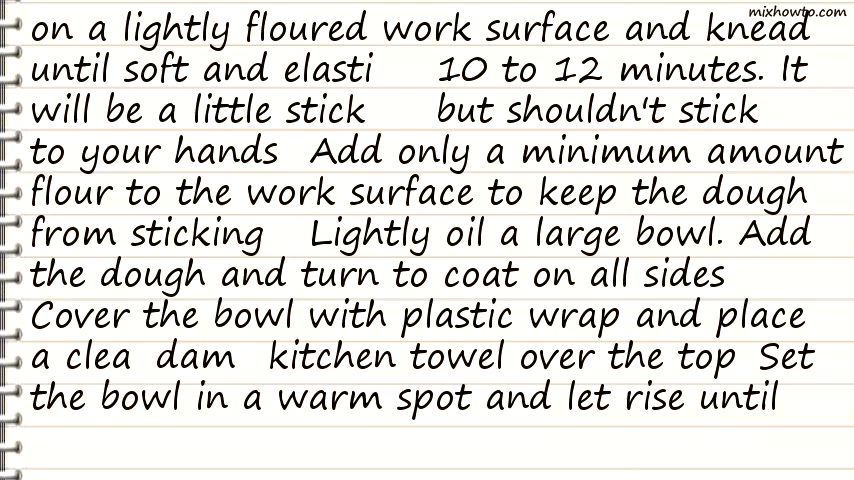 mixhowto.com
on a lightly floured work surface and knead
until soft and elasti 10 to 12 minutes. It
will be a little stick but shouldn't stick
to your hands Add only a minimum amount
flour to the work surface to keep the dough
from sticking Lightly oil a large bowl. Add
the dough and turn to coat on all sides
Cover the bowl with plastic wrap and place
a clea dam kitchen towel over the top Set
the bowl in a warm spot and let rise until